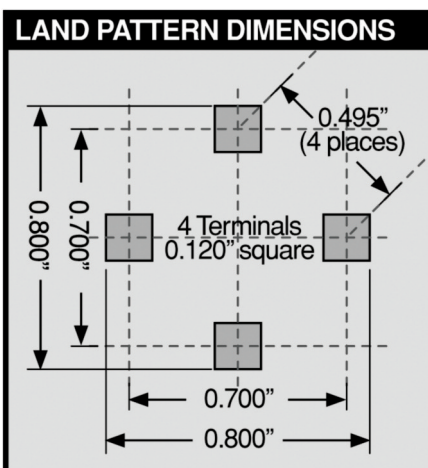 LAND PATTERN DIMENSIONS
0.495”
(4 places)
0.800”
0.700”
4 Terminals
0.120” square
0.700”
0.800”